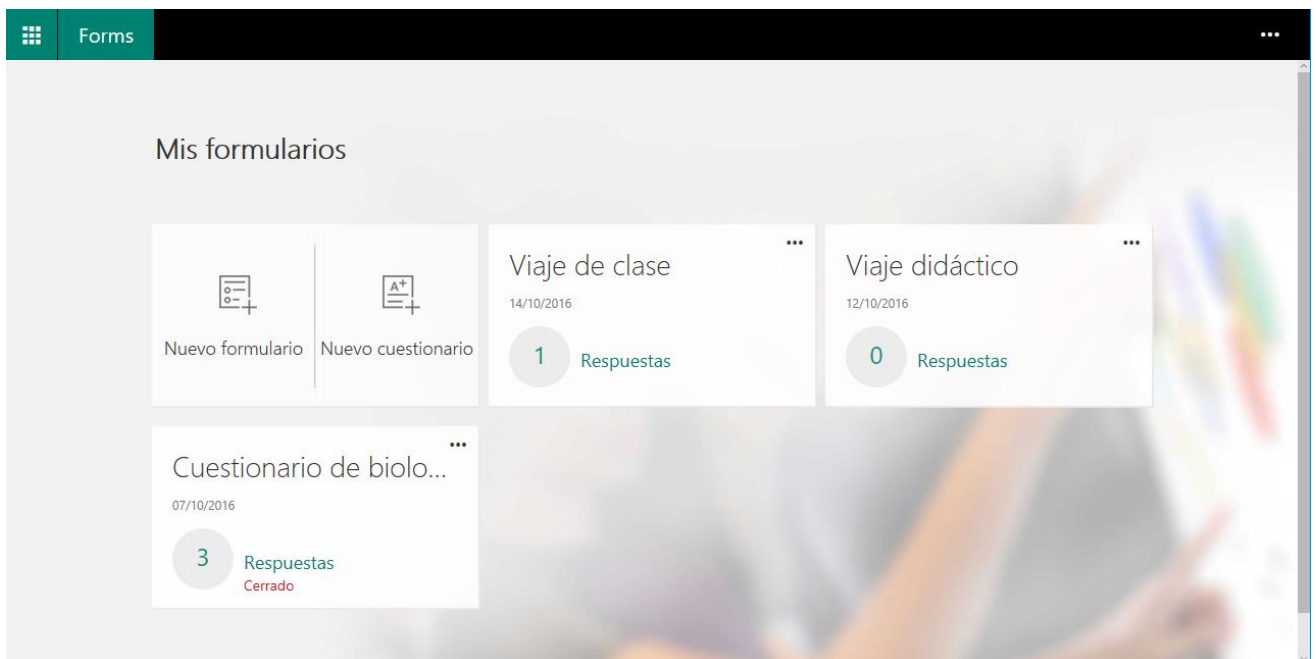 Forms
Mis formularios
Nuevo formulario
Nuevo cuestionario
A+
Viaje de clase
14/10/2016
1 Respuestas
Viaje didáctico
12/10/2016
0 Respuestas
Cuestionario de biolo...
07/10/2016
3 Respuestas
Cerrado